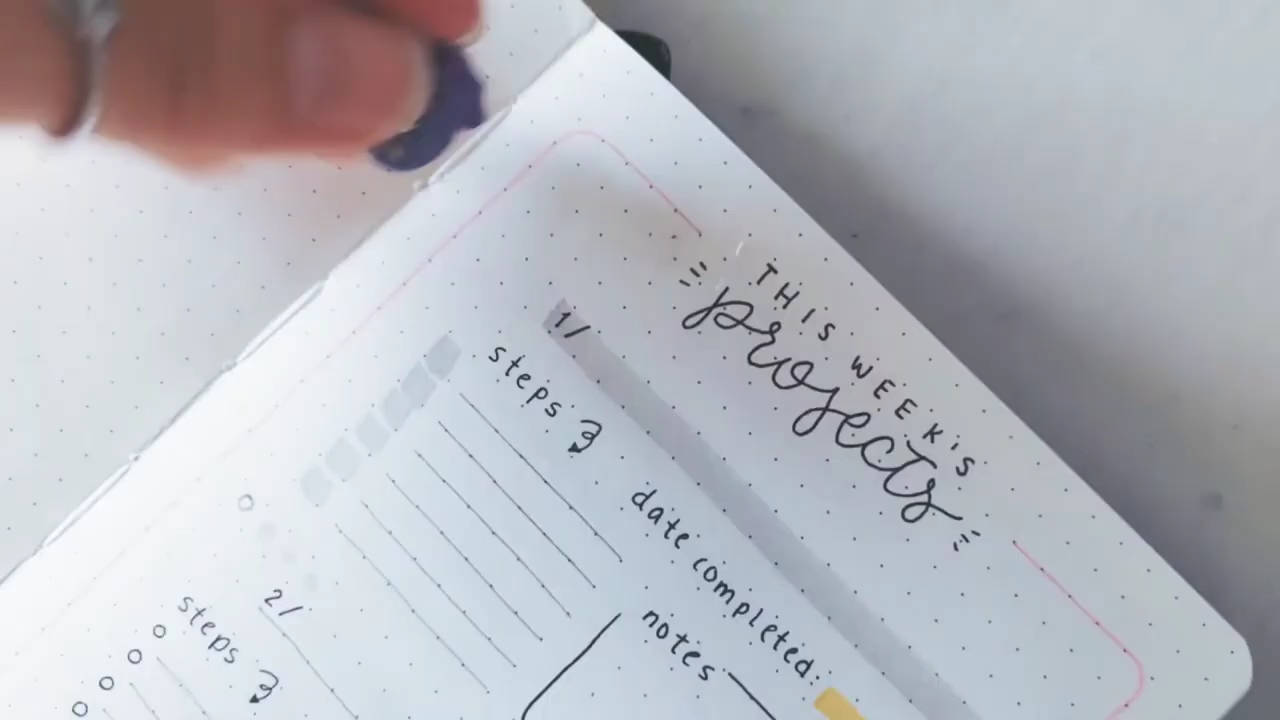 THIS WEEK'S
projects
1/
steps
date completed:
notes
2/
steps